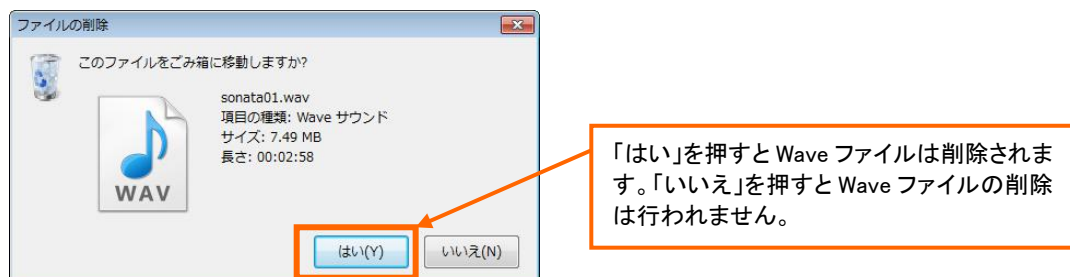 ファイルの削除
このファイルをごみ箱に移動しますか?
sonata01.wav
項目の種類: Wave サウンド
サイズ: 7.49 MB
長さ: 00:02:58
WAV
はい(Y)
いいえ(N)
「はい」を押すと Wave ファイルは削除されま
す。「いいえ」を押すと Wave ファイルの削除
は行われません。